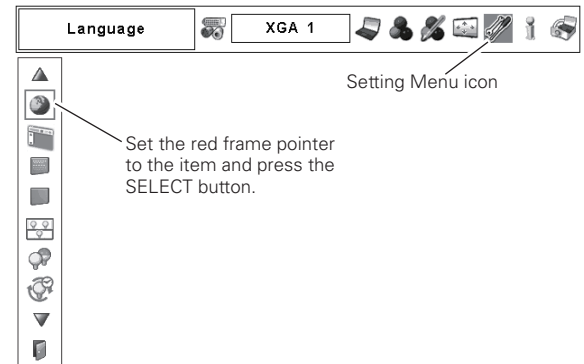 Language
XGA 1
Setting Menu icon
Set the red frame pointer
to the item and press the
SELECT button.